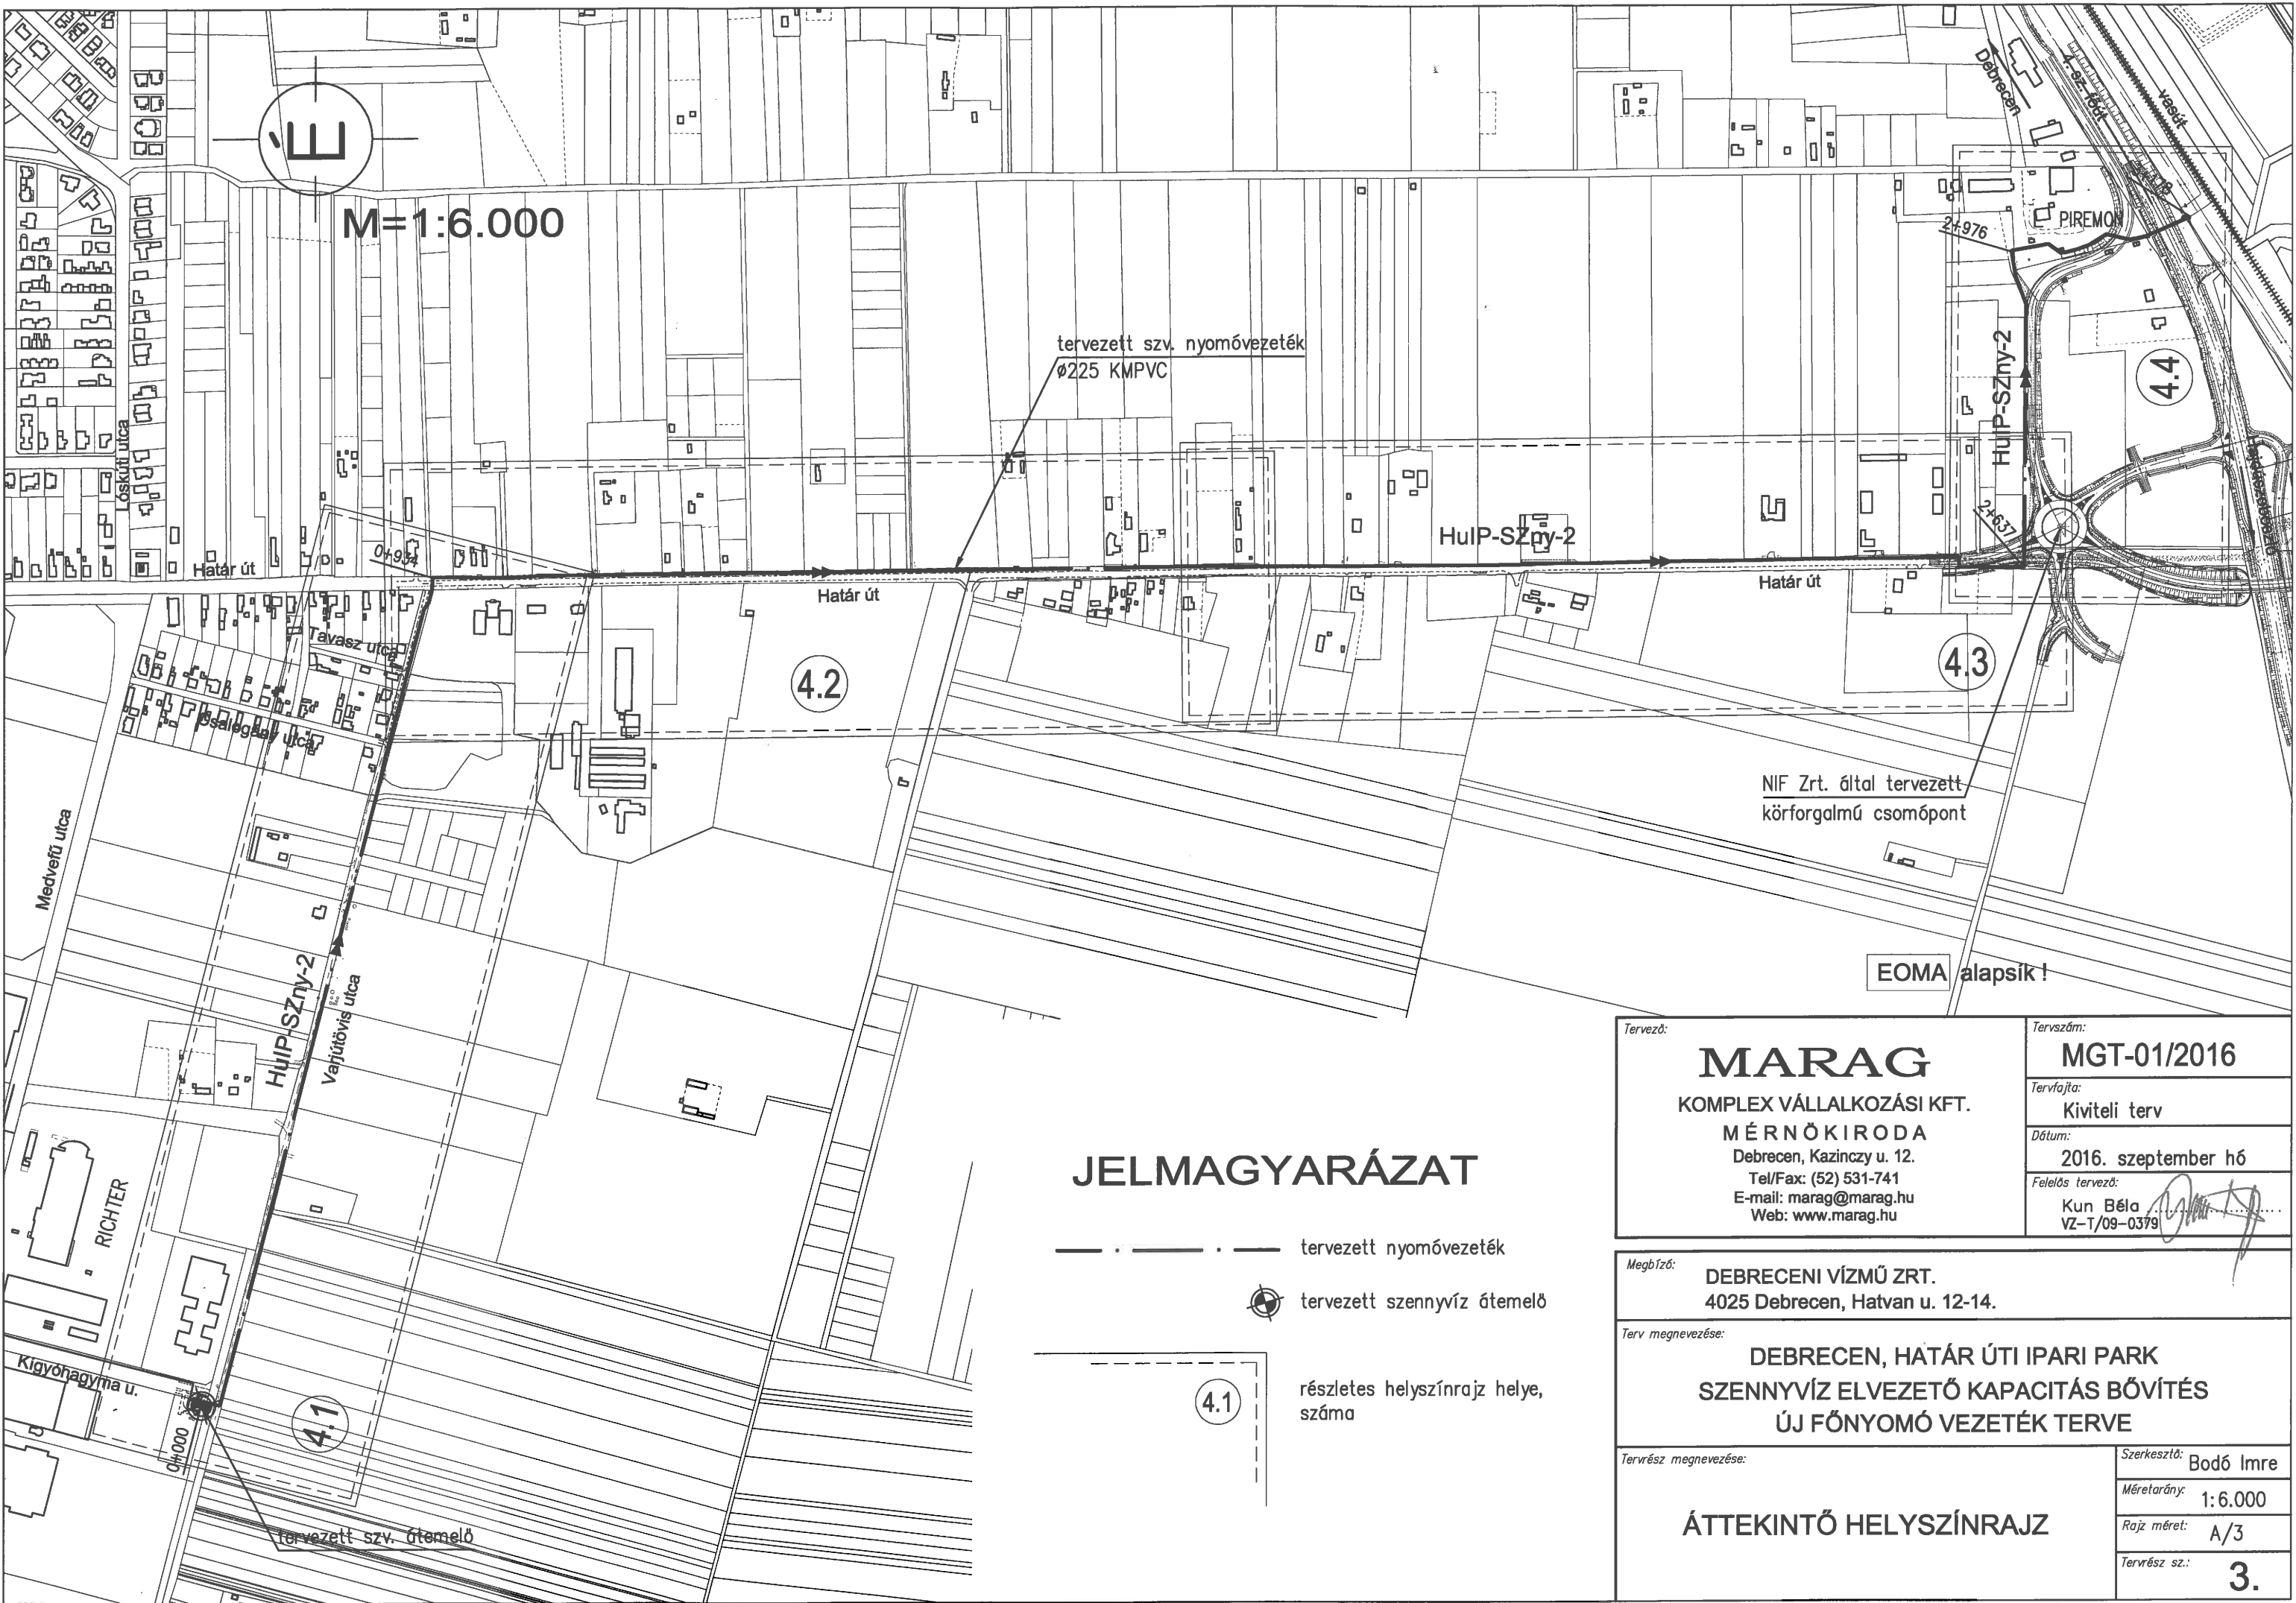 Debrecen
4. sz. főút
vasút
É
M=1:6.000
PIREMON
2+976
tervezett szv. nyomóvezeték
Ø225 KMPVC
HuIP-SZny-2
4.4
Lóskúti utca
0+934
Határ út
Határ út
HuIP-SZny-2
2+637
Határ út
Tavasz utca
4.2
4.3
Csalogány utca
NIF Zrt. által tervezett
körforgalmú csomópont
Medvefű utca
EOMA alapsík !
HuIP-SZny-2
Varjútövis utca
RICHTER
Kígyóhagyma u.
0+000
4.1
tervezett szv. átemelő
JELMAGYARÁZAT
tervezett nyomóvezeték
tervezett szennyvíz átemelő
4.1
részletes helyszínrajz helye,
száma
Tervező:
MARAG
KOMPLEX VÁLLALKOZÁSI KFT.
MÉRNÖKIRODA
Debrecen, Kazinczy u. 12.
Tel/Fax: (52) 531-741
E-mail: marag@marag.hu
Web: www.marag.hu
Tervszám:
MGT-01/2016
Tervfajta:
Kiviteli terv
Dátum:
2016. szeptember hó
Felelős tervező:
Kun Béla
VZ-T/09-0379
Megbízó:
DEBRECENI VÍZMŰ ZRT.
4025 Debrecen, Hatvan u. 12-14.
Terv megnevezése:
DEBRECEN, HATÁR ÚTI IPARI PARK
SZENNYVÍZ ELVEZETŐ KAPACITÁS BŐVÍTÉS
ÚJ FŐNYOMÓ VEZETÉK TERVE
Tervrész megnevezése:
ÁTTEKINTŐ HELYSZÍNRAJZ
Szerkesztő: Bodó Imre
Méretarány: 1:6.000
Rajz méret: A/3
Tervrész sz.: 3.